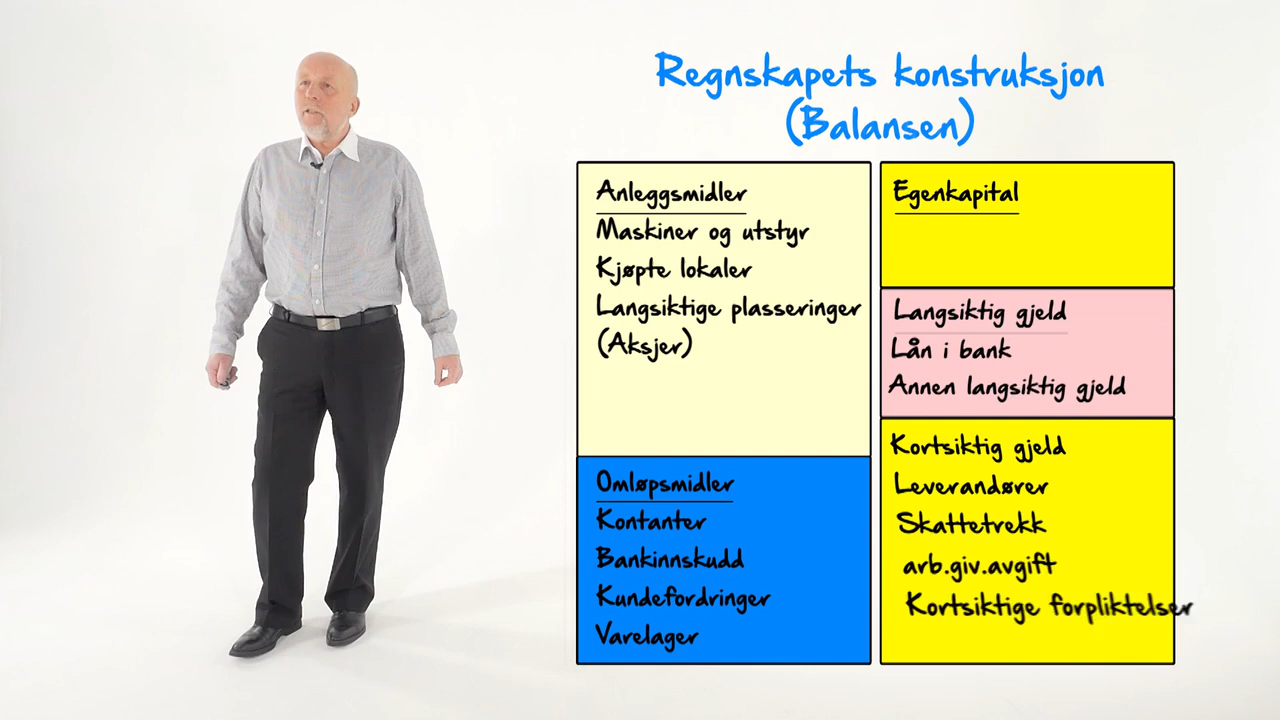 Regnskapets konstruksjon
(Balansen)
Anleggsmidler
Maskiner og utstyr
Kjøpte lokaler
Langsiktige plasseringer
(Aksjer)
Omløpsmidler
Kontanter
Bankinnskudd
Kundefordringer
Varelager
Egenkapital
Langsiktig gjeld
Lån i bank
Annen langsiktig gjeld
Kortsiktig gjeld
Leverandører
Skattetrekk
arb.giv.avgift
Kortsiktige forpliktelser